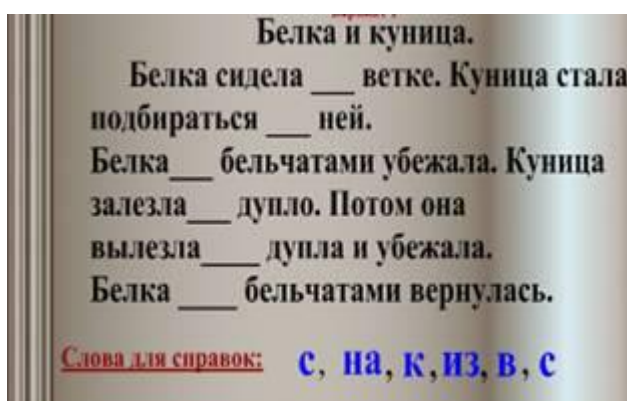 Белка и куница.
Белка сидела ___ ветке. Куница стала
подбираться ___ ней.
Белка___ бельчатами убежала. Куница
залезла___ дупло. Потом она
вылезла____ дупла и убежала.
Белка ____ бельчатами вернулась.
Слова для справок: с, на, к, из, в, с